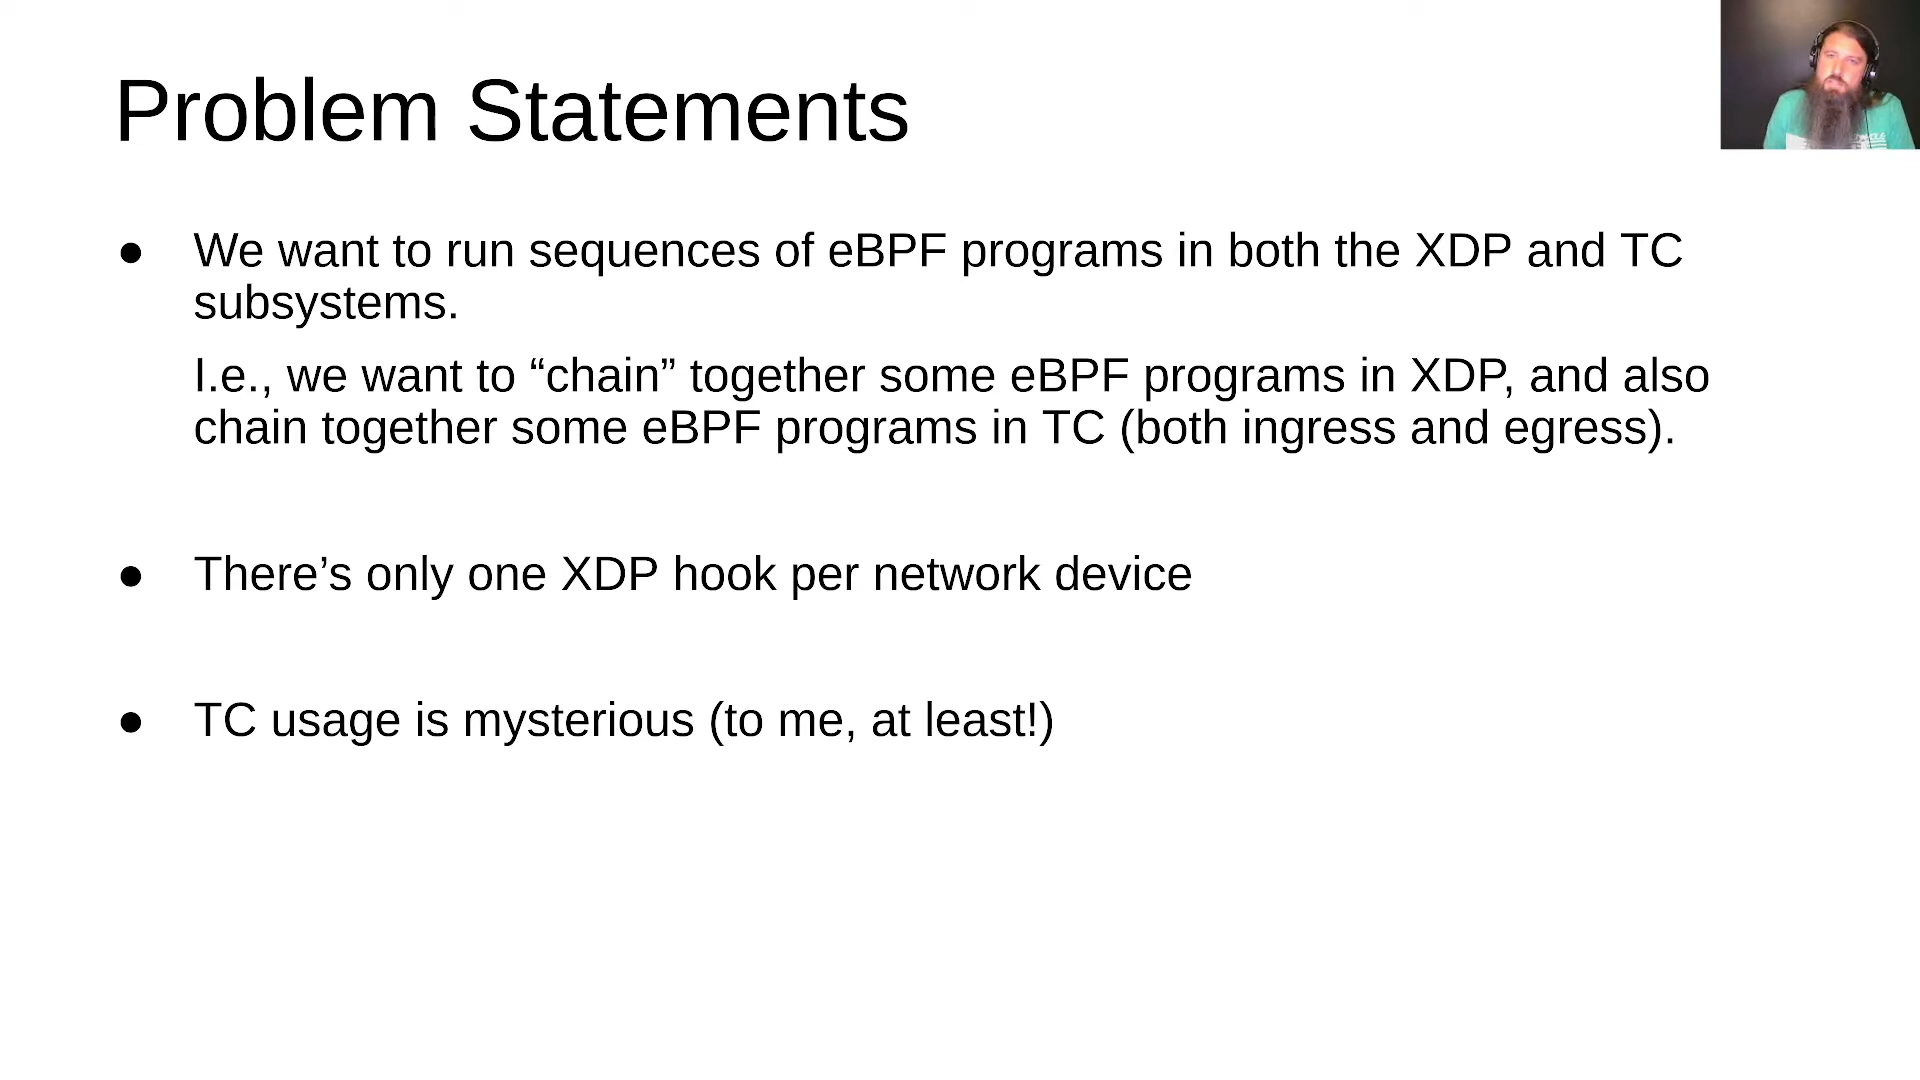 Problem Statements
● We want to run sequences of eBPF programs in both the XDP and TC
subsystems.
I.e., we want to “chain” together some eBPF programs in XDP, and also
chain together some eBPF programs in TC (both ingress and egress).
● There’s only one XDP hook per network device
● TC usage is mysterious (to me, at least!)